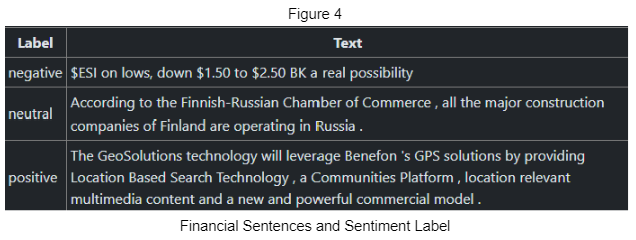 Figure 4
Label Text
negative $ESI on lows, down $1.50 to $2.50 BK a real possibility
According to the Finnish-Russian Chamber of Commerce , all the major construction
neutral
companies of Finland are operating in Russia .
The GeoSolutions technology will leverage Benefon 's GPS solutions by providing
positive Location Based Search Technology , a Communities Platform , location relevant
multimedia content and a new and powerful commercial model .
Financial Sentences and Sentiment Label